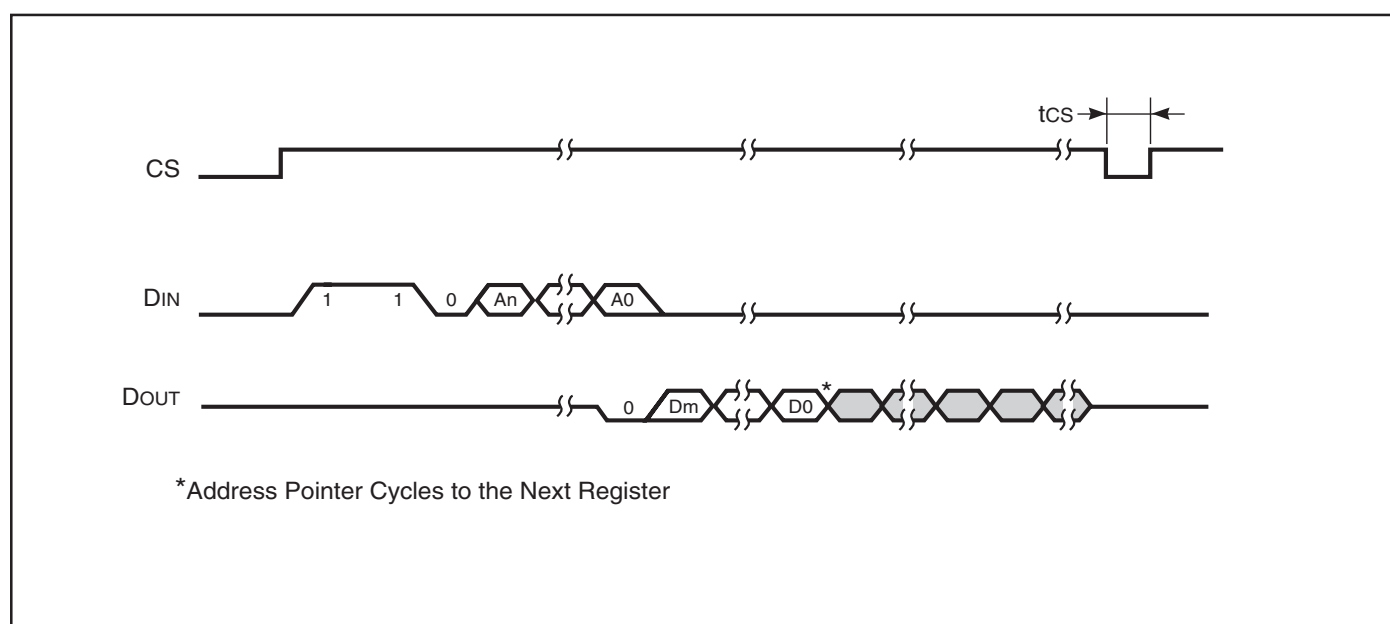 tCS
CS
DIN 1 1 0 An A0
DOUT 0 Dm D0 *
*Address Pointer Cycles to the Next Register